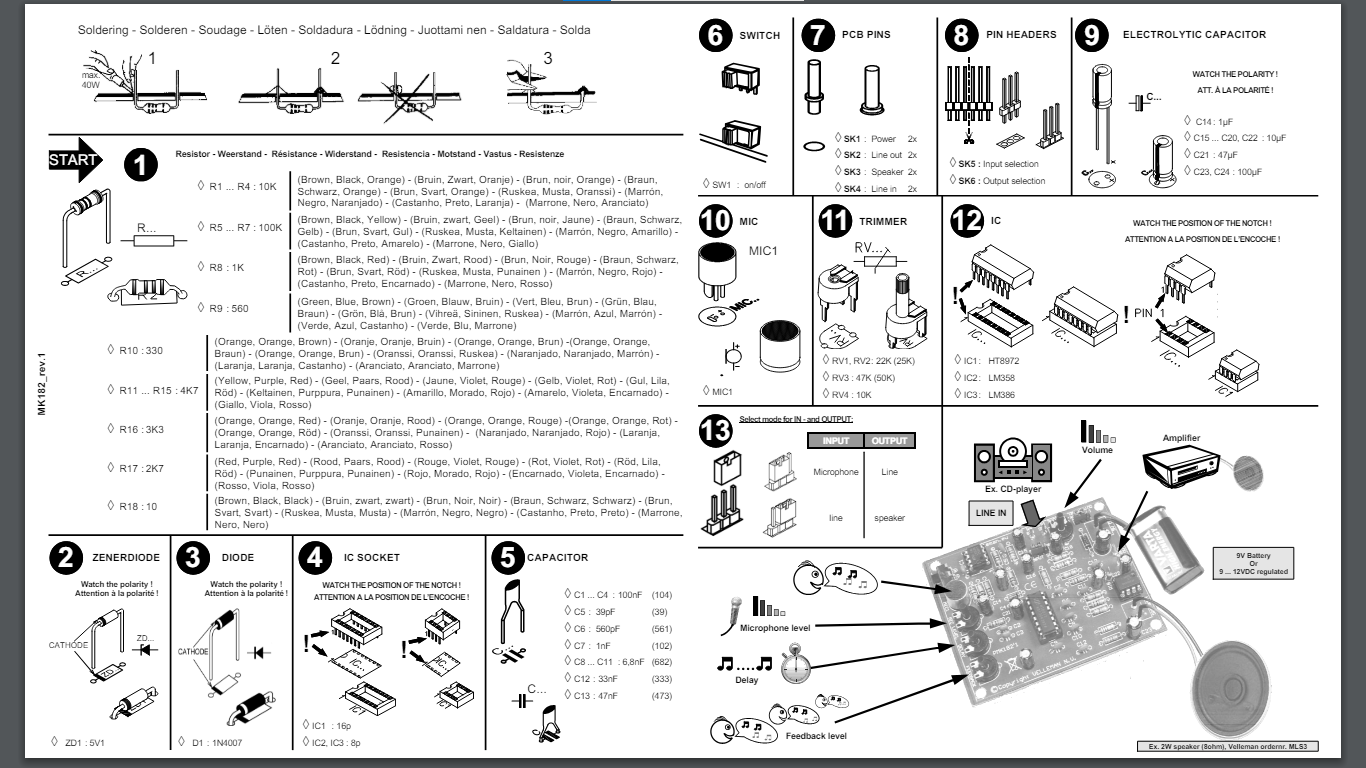 Soldering - Solderen - Soudage - Löten - Soldadura - Lödning - Juottami nen - Saldatura - Solda
1
2
3
max.
40W
START
1
Resistor - Weerstand - Résistance - Widerstand - Resistencia - Motstand - Vastus - Resistenze
R...
R...
R2
◊ R1 ... R4 : 10K
(Brown, Black, Orange) - (Bruin, Zwart, Oranje) - (Brun, noir, Orange) - (Braun,
Schwarz, Orange) - (Brun, Svart, Orange) - (Ruskea, Musta, Oranssi) - (Marrón,
Negro, Naranjado) - (Castanho, Preto, Laranja) - (Marrone, Nero, Aranciato)
◊ R5 ... R7 : 100K
(Brown, Black, Yellow) - (Bruin, zwart, Geel) - (Brun, noir, Jaune) - (Braun, Schwarz,
Gelb) - (Brun, Svart, Gul) - (Ruskea, Musta, Keltainen) - (Marrón, Negro, Amarillo) -
(Castanho, Preto, Amarelo) - (Marrone, Nero, Giallo)
◊ R8 : 1K
(Brown, Black, Red) - (Bruin, Zwart, Rood) - (Brun, Noir, Rouge) - (Braun, Schwarz,
Rot) - (Brun, Svart, Röd) - (Ruskea, Musta, Punainen ) - (Marrón, Negro, Rojo) -
(Castanho, Preto, Encarnado) - (Marrone, Nero, Rosso)
◊ R9 : 560
(Green, Blue, Brown) - (Groen, Blauw, Bruin) - (Vert, Bleu, Brun) - (Grün, Blau,
Braun) - (Grön, Blå, Brun) - (Vihreä, Sininen, Ruskea) - (Marrón, Azul, Marrón) -
(Verde, Azul, Castanho) - (Verde, Blu, Marrone)
◊ R10 : 330
(Orange, Orange, Brown) - (Oranje, Oranje, Bruin) - (Orange, Orange, Brun) -(Orange, Orange,
Braun) - (Orange, Orange, Brun) - (Oranssi, Oranssi, Ruskea) - (Naranjado, Naranjado, Marrón) -
(Laranja, Laranja, Castanho) - (Aranciato, Aranciato, Marrone)
◊ R11 ... R15 : 4K7
(Yellow, Purple, Red) - (Geel, Paars, Rood) - (Jaune, Violet, Rouge) - (Gelb, Violet, Rot) - (Gul, Lila,
Röd) - (Keltainen, Purppura, Punainen) - (Amarillo, Morado, Rojo) - (Amarelo, Violeta, Encarnado) -
(Giallo, Viola, Rosso)
◊ R16 : 3K3
(Orange, Orange, Red) - (Oranje, Oranje, Rood) - (Orange, Orange, Rouge) -(Orange, Orange, Rot) -
(Orange, Orange, Röd) - (Oranssi, Oranssi, Punainen) - (Naranjado, Naranjado, Rojo) - (Laranja,
Laranja, Encarnado) - (Aranciato, Aranciato, Rosso)
◊ R17 : 2K7
(Red, Purple, Red) - (Rood, Paars, Rood) - (Rouge, Violet, Rouge) - (Rot, Violet, Rot) - (Röd, Lila,
Röd) - (Punainen, Purppura, Punainen) - (Rojo, Morado, Rojo) - (Encarnado, Violeta, Encarnado) -
(Rosso, Viola, Rosso)
◊ R18 : 10
(Brown, Black, Black) - (Bruin, zwart, zwart) - (Brun, Noir, Noir) - (Braun, Schwarz, Schwarz) - (Brun,
Svart, Svart) - (Ruskea, Musta, Musta) - (Marrón, Negro, Negro) - (Castanho, Preto, Preto) - (Marrone,
Nero, Nero)
MK182_rev.1
2 ZENERDIODE
Watch the polarity !
Attention à la polarité !
CATHODE
ZD...
◊ ZD1 : 5V1
3 DIODE
Watch the polarity !
Attention à la polarité !
CATHODE
◊ D1 : 1N4007
4 IC SOCKET
WATCH THE POSITION OF THE NOTCH !
ATTENTION A LA POSITION DE L'ENCOCHE !
!
!
IC...
IC...
◊ IC1 : 16p
◊ IC2, IC3 : 8p
5 CAPACITOR
C...
C...
◊ C1 ... C4 : 100nF (104)
◊ C5 : 39pF (39)
◊ C6 : 560pF (561)
◊ C7 : 1nF (102)
◊ C8 ... C11 : 6,8nF (682)
◊ C12 : 33nF (333)
◊ C13 : 47nF (473)
6 SWITCH
◊ SW1 : on/off
7 PCB PINS
◊ SK1 : Power 2x
◊ SK2 : Line out 2x
◊ SK3 : Speaker 2x
◊ SK4 : Line in 2x
8 PIN HEADERS
◊ SK5 : Input selection
◊ SK6 : Output selection
9 ELECTROLYTIC CAPACITOR
WATCH THE POLARITY !
ATT. À LA POLARITÉ !
C...
◊ C14 : 1µF
◊ C15 ... C20, C22 : 10µF
◊ C21 : 47µF
◊ C23, C24 : 100µF
10 MIC
MIC1
MIC..
◊ MIC1
11 TRIMMER
RV...
RV...
◊ RV1, RV2: 22K (25K)
◊ RV3 : 47K (50K)
◊ RV4 : 10K
12 IC
WATCH THE POSITION OF THE NOTCH !
ATTENTION A LA POSITION DE L'ENCOCHE !
!
! PIN 1
IC...
IC...
IC...
IC1
◊ IC1 : HT8972
◊ IC2 : LM358
◊ IC3 : LM386
13
Select mode for IN - and OUTPUT:
INPUT OUTPUT
Microphone Line
line speaker
Ex. CD-player
LINE IN
Volume
Amplifier
9V Battery
Or
9 ... 12VDC regulated
Microphone level
Delay
Feedback level
©Copyright VELLEMAN N.V.
Ex. 2W speaker (8ohm), Velleman ordernr. MLS3